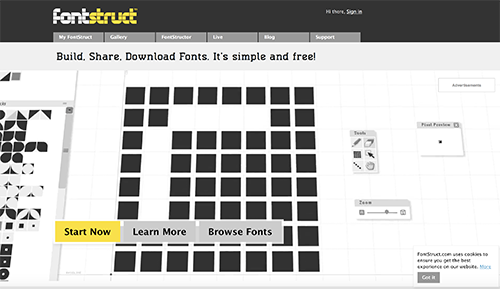 fontstruct
Hi there, Sign in
My FontStruct
Gallery
FontStructor
Live
Blog
Support
Build, Share, Download Fonts. It's simple and free!
Advertisements
Tools
Pixel Preview
Zoom
Start Now
Learn More
Browse Fonts
FontStruct.com uses cookies to
ensure you get the best
experience on our website. More
Got it